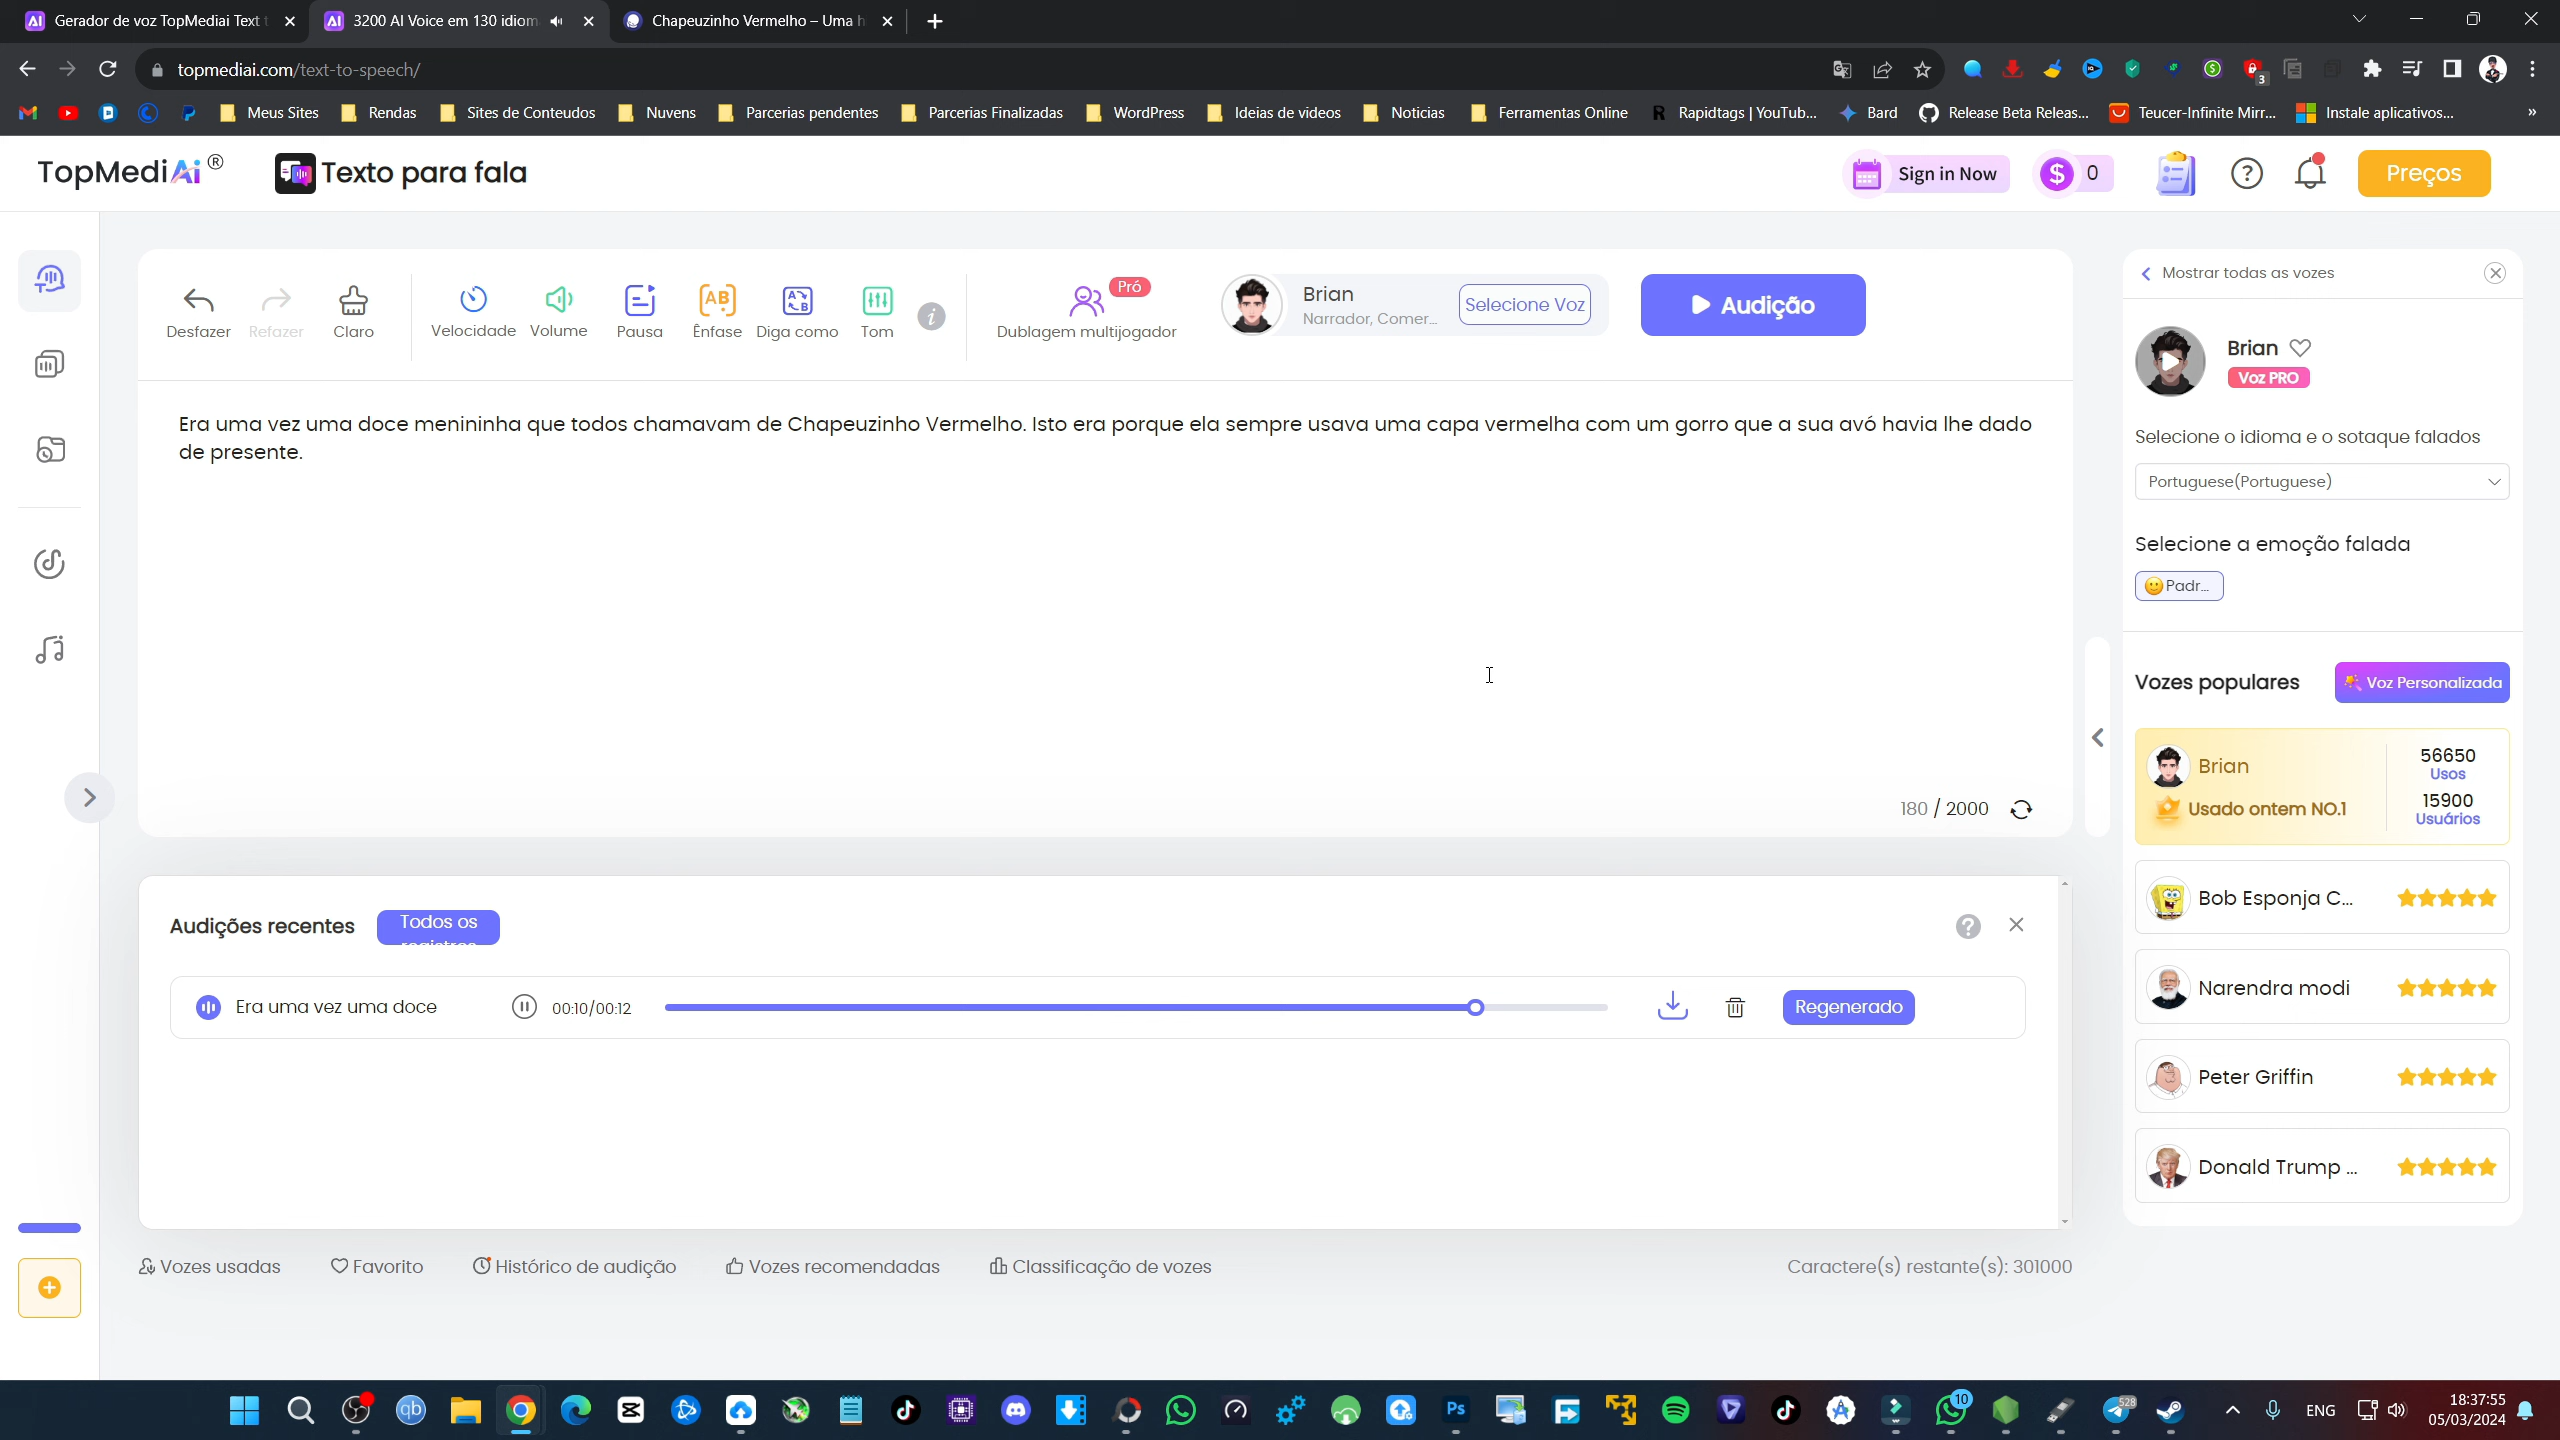 Gerador de voz TopMediai Text
3200 AI Voice em 130 idiom
Chapeuzinho Vermelho – Uma h
topmediai.com/text-to-speech/
3
Meus Sites
Rendas
Sites de Conteudos
Nuvens
Parcerias pendentes
Parcerias Finalizadas
WordPress
Ideias de videos
Noticias
Ferramentas Online
Rapidtags | YouTub...
Bard
Release Beta Releas...
Teucer-Infinite Mirr...
Instale aplicativos...
»
TopMediAi®
Texto para fala
Sign in Now
$ 0
?
Preços
Desfazer
Refazer
Claro
Velocidade
Volume
Pausa
Ênfase
Diga como
Tom
i
Dublagem multijogador
Pró
Brian
Narrador, Comer...
Selecione Voz
Audição
Era uma vez uma doce menininha que todos chamavam de Chapeuzinho Vermelho. Isto era porque ela sempre usava uma capa vermelha com um gorro que a sua avó havia lhe dado
de presente.
180 / 2000
Audições recentes
Todos os
registros
?
Era uma vez uma doce
00:10/00:12
Regenerado
Vozes usadas
Favorito
Histórico de audição
Vozes recomendadas
Classificação de vozes
Caractere(s) restante(s): 301000
Mostrar todas as vozes
Brian
Voz PRO
Selecione o idioma e o sotaque falados
Portuguese(Portuguese)
Selecione a emoção falada
Padr...
Vozes populares
Voz Personalizada
Brian
Usado ontem NO.1
56650
Usos
15900
Usuários
Bob Esponja C...
Narendra modi
Peter Griffin
Donald Trump ...
qb
Ps
10
528
ENG
18:37:55
05/03/2024